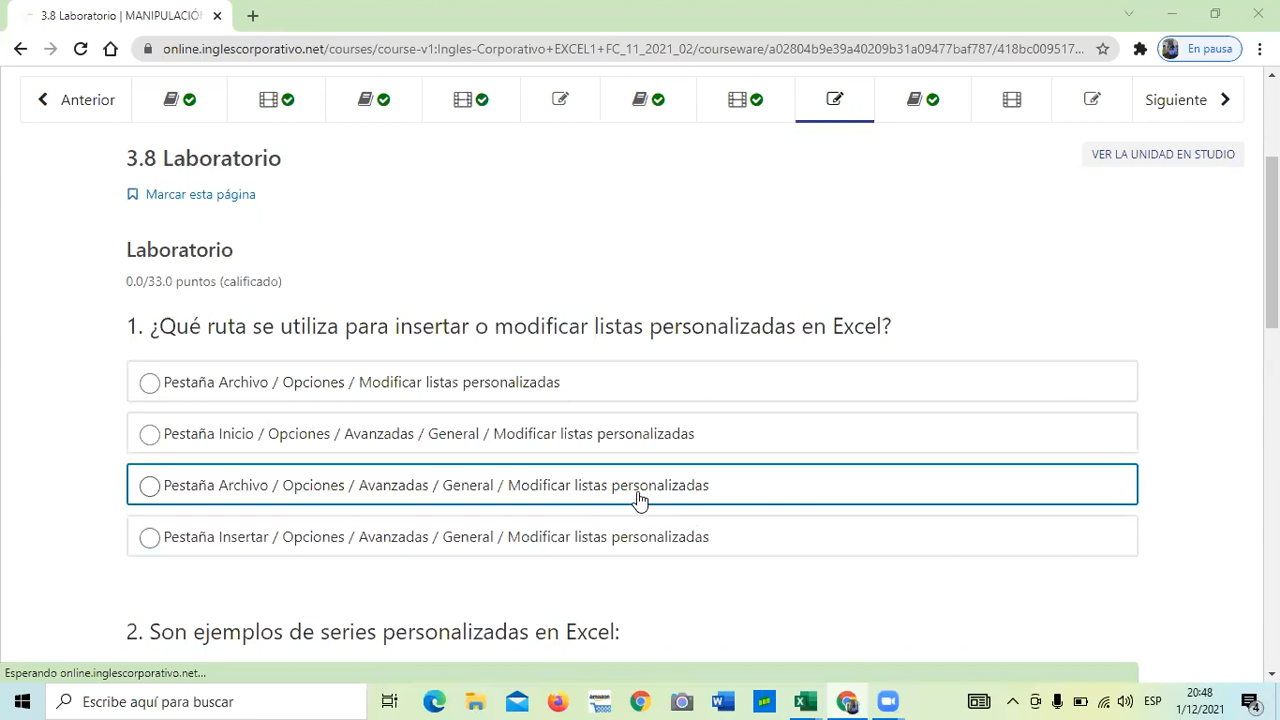 3.8 Laboratorio | MANIPULACIÓN
online.inglescorporativo.net/courses/course-v1:Ingles-Corporativo+EXCEL1+FC_11_2021_02/courseware/a02804b9e39a40209b31a09477baf787/418bc009517...
En pausa
Anterior
Siguiente
3.8 Laboratorio
VER LA UNIDAD EN STUDIO
Marcar esta página
Laboratorio
0.0/33.0 puntos (calificado)
1. ¿Qué ruta se utiliza para insertar o modificar listas personalizadas en Excel?
Pestaña Archivo / Opciones / Modificar listas personalizadas
Pestaña Inicio / Opciones / Avanzadas / General / Modificar listas personalizadas
Pestaña Archivo / Opciones / Avanzadas / General / Modificar listas personalizadas
Pestaña Insertar / Opciones / Avanzadas / General / Modificar listas personalizadas
2. Son ejemplos de series personalizadas en Excel:
Esperando online.inglescorporativo.net...
Escribe aquí para buscar
amazon
ESP
20:48
1/12/2021
4